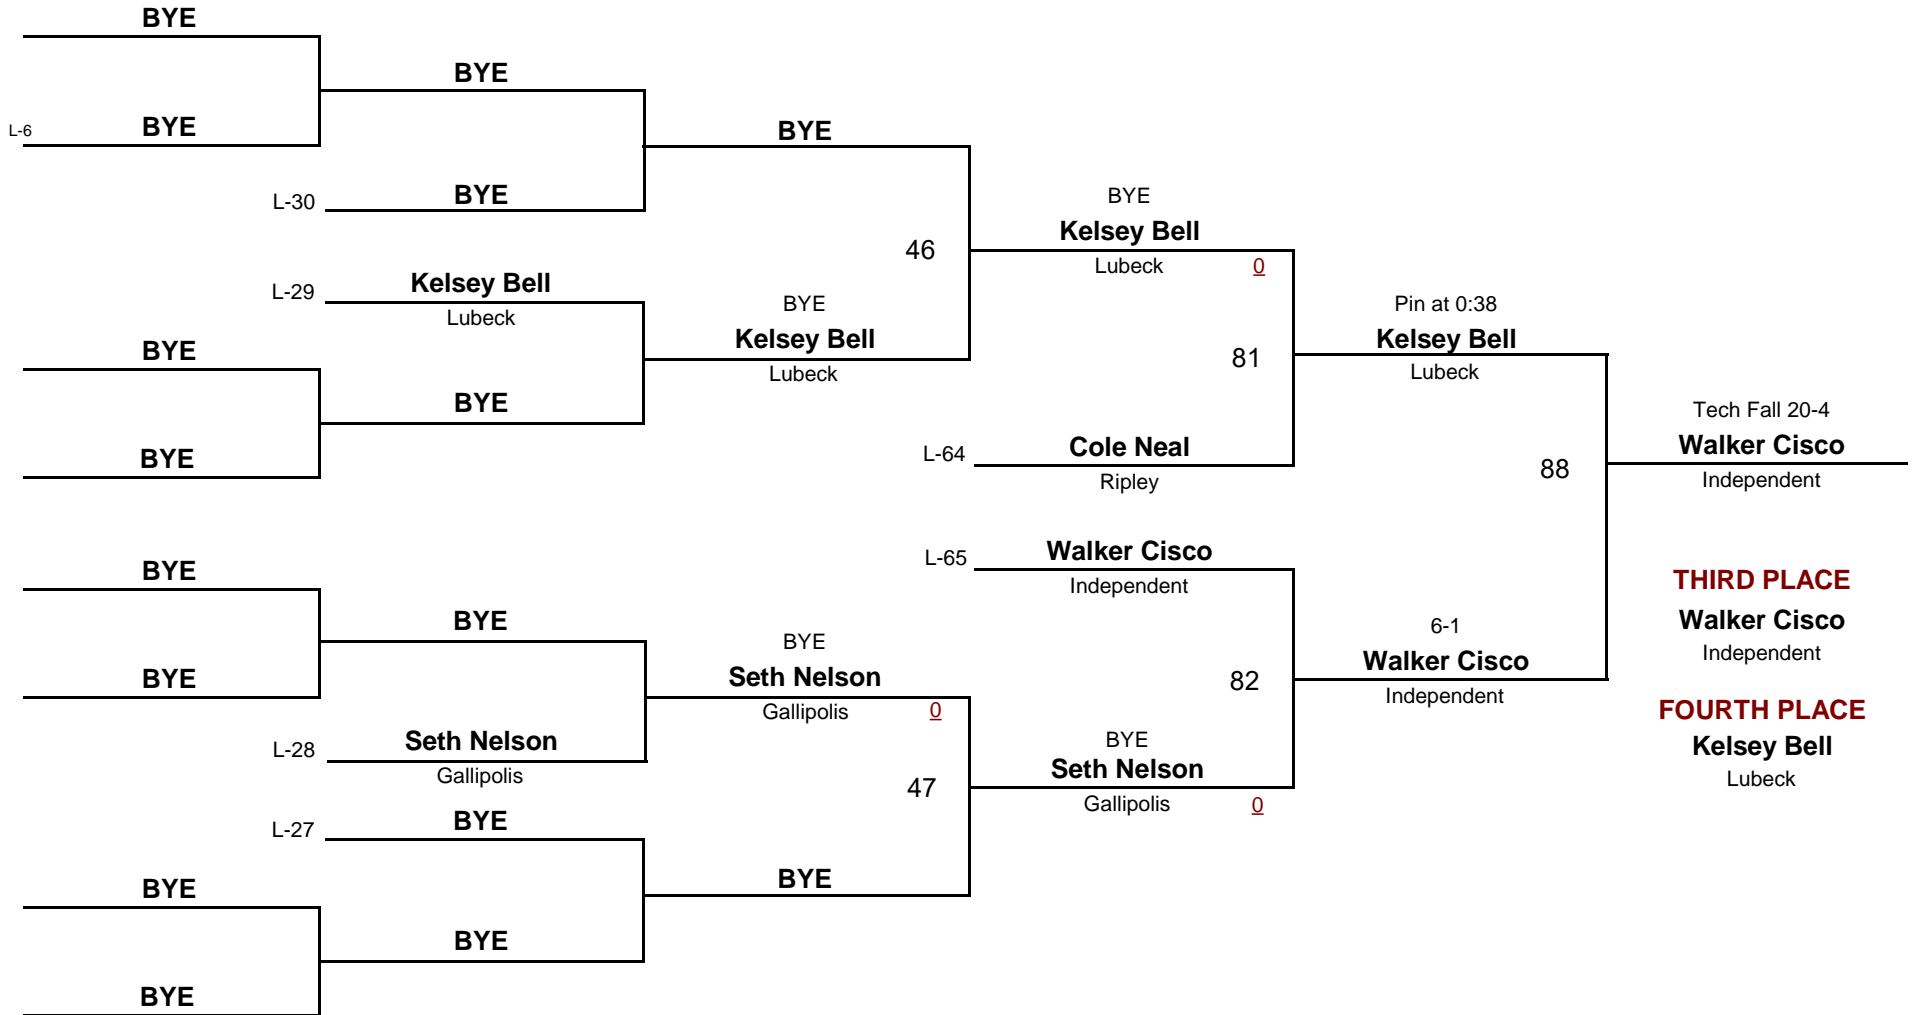 BYE
BYE
L-6
BYE
BYE
L-30
BYE
BYE
Kelsey Bell
46
Lubeck
0
L-29
Kelsey Bell
Lubeck
BYE
Kelsey Bell
Lubeck
Pin at 0:38
Kelsey Bell
Lubeck
BYE
81
BYE
Tech Fall 20-4
Walker Cisco
Independent
L-64
Cole Neal
Ripley
BYE
88
L-65
Walker Cisco
Independent
BYE
THIRD PLACE
Walker Cisco
Independent
BYE
BYE
Seth Nelson
Gallipolis
0
6-1
Walker Cisco
Independent
82
BYE
FOURTH PLACE
Kelsey Bell
Lubeck
L-28
Seth Nelson
Gallipolis
BYE
Seth Nelson
Gallipolis
0
47
L-27
BYE
BYE
BYE
BYE
BYE